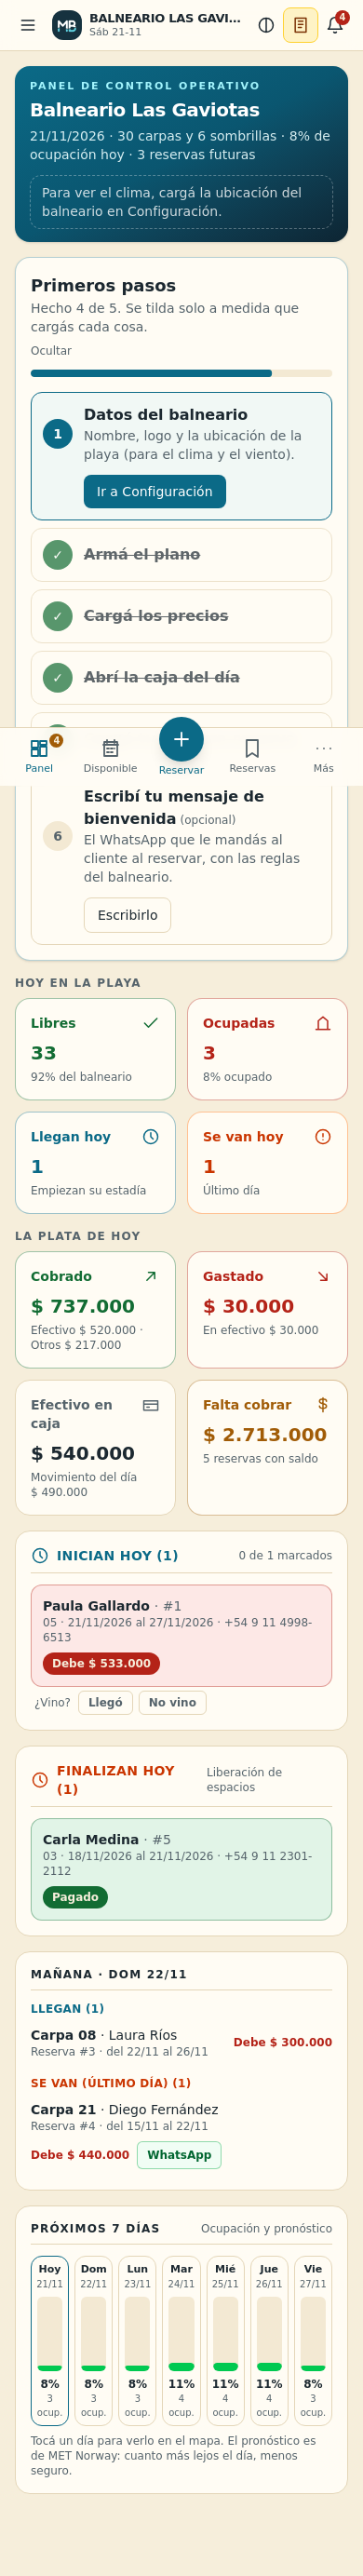 MB
BALNEARIO LAS GAVI...
Sáb 21-11
4
PANEL DE CONTROL OPERATIVO
Balneario Las Gaviotas
21/11/2026 · 30 carpas y 6 sombrillas · 8% de
ocupación hoy · 3 reservas futuras
Para ver el clima, cargá la ubicación del
balneario en Configuración.
Primeros pasos
Hecho 4 de 5. Se tilda solo a medida que
cargás cada cosa.
Ocultar
1
Datos del balneario
Nombre, logo y la ubicación de la
playa (para el clima y el viento).
Ir a Configuración
✓ Armá el plano
✓ Cargá los precios
✓ Abrí la caja del día
4
Panel
Disponible
Reservar
Reservas
Más
6
Escribí tu mensaje de
bienvenida (opcional)
El WhatsApp que le mandás al
cliente al reservar, con las reglas
del balneario.
Escribirlo
HOY EN LA PLAYA
Libres
33
92% del balneario
Ocupadas
3
8% ocupado
Llegan hoy
1
Empiezan su estadía
Se van hoy
1
Último día
LA PLATA DE HOY
Cobrado
$ 737.000
Efectivo $ 520.000 ·
Otros $ 217.000
Gastado
$ 30.000
En efectivo $ 30.000
Efectivo en
caja
$ 540.000
Movimiento del día
$ 490.000
Falta cobrar
$
$ 2.713.000
5 reservas con saldo
INICIAN HOY (1)
0 de 1 marcados
Paula Gallardo · #1
05 · 21/11/2026 al 27/11/2026 · +54 9 11 4998-
6513
Debe $ 533.000
¿Vino? Llegó No vino
FINALIZAN HOY
(1)
Liberación de
espacios
Carla Medina · #5
03 · 18/11/2026 al 21/11/2026 · +54 9 11 2301-
2112
Pagado
MAÑANA · DOM 22/11
LLEGAN (1)
Carpa 08 · Laura Ríos
Reserva #3 · del 22/11 al 26/11
Debe $ 300.000
SE VAN (ÚLTIMO DÍA) (1)
Carpa 21 · Diego Fernández
Reserva #4 · del 15/11 al 22/11
Debe $ 440.000 WhatsApp
PRÓXIMOS 7 DÍAS
Ocupación y pronóstico
Hoy Dom Lun Mar Mié Jue Vie
21/11 22/11 23/11 24/11 25/11 26/11 27/11
8% 8% 8% 11% 11% 11% 8%
3 3 3 4 4 4 3
ocup. ocup. ocup. ocup. ocup. ocup. ocup.
Tocá un día para verlo en el mapa. El pronóstico es
de MET Norway: cuanto más lejos el día, menos
seguro.